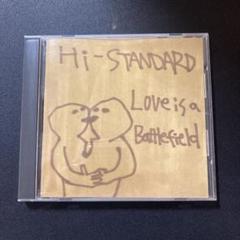 Hi-STANDARD
Love is a
Battlefield